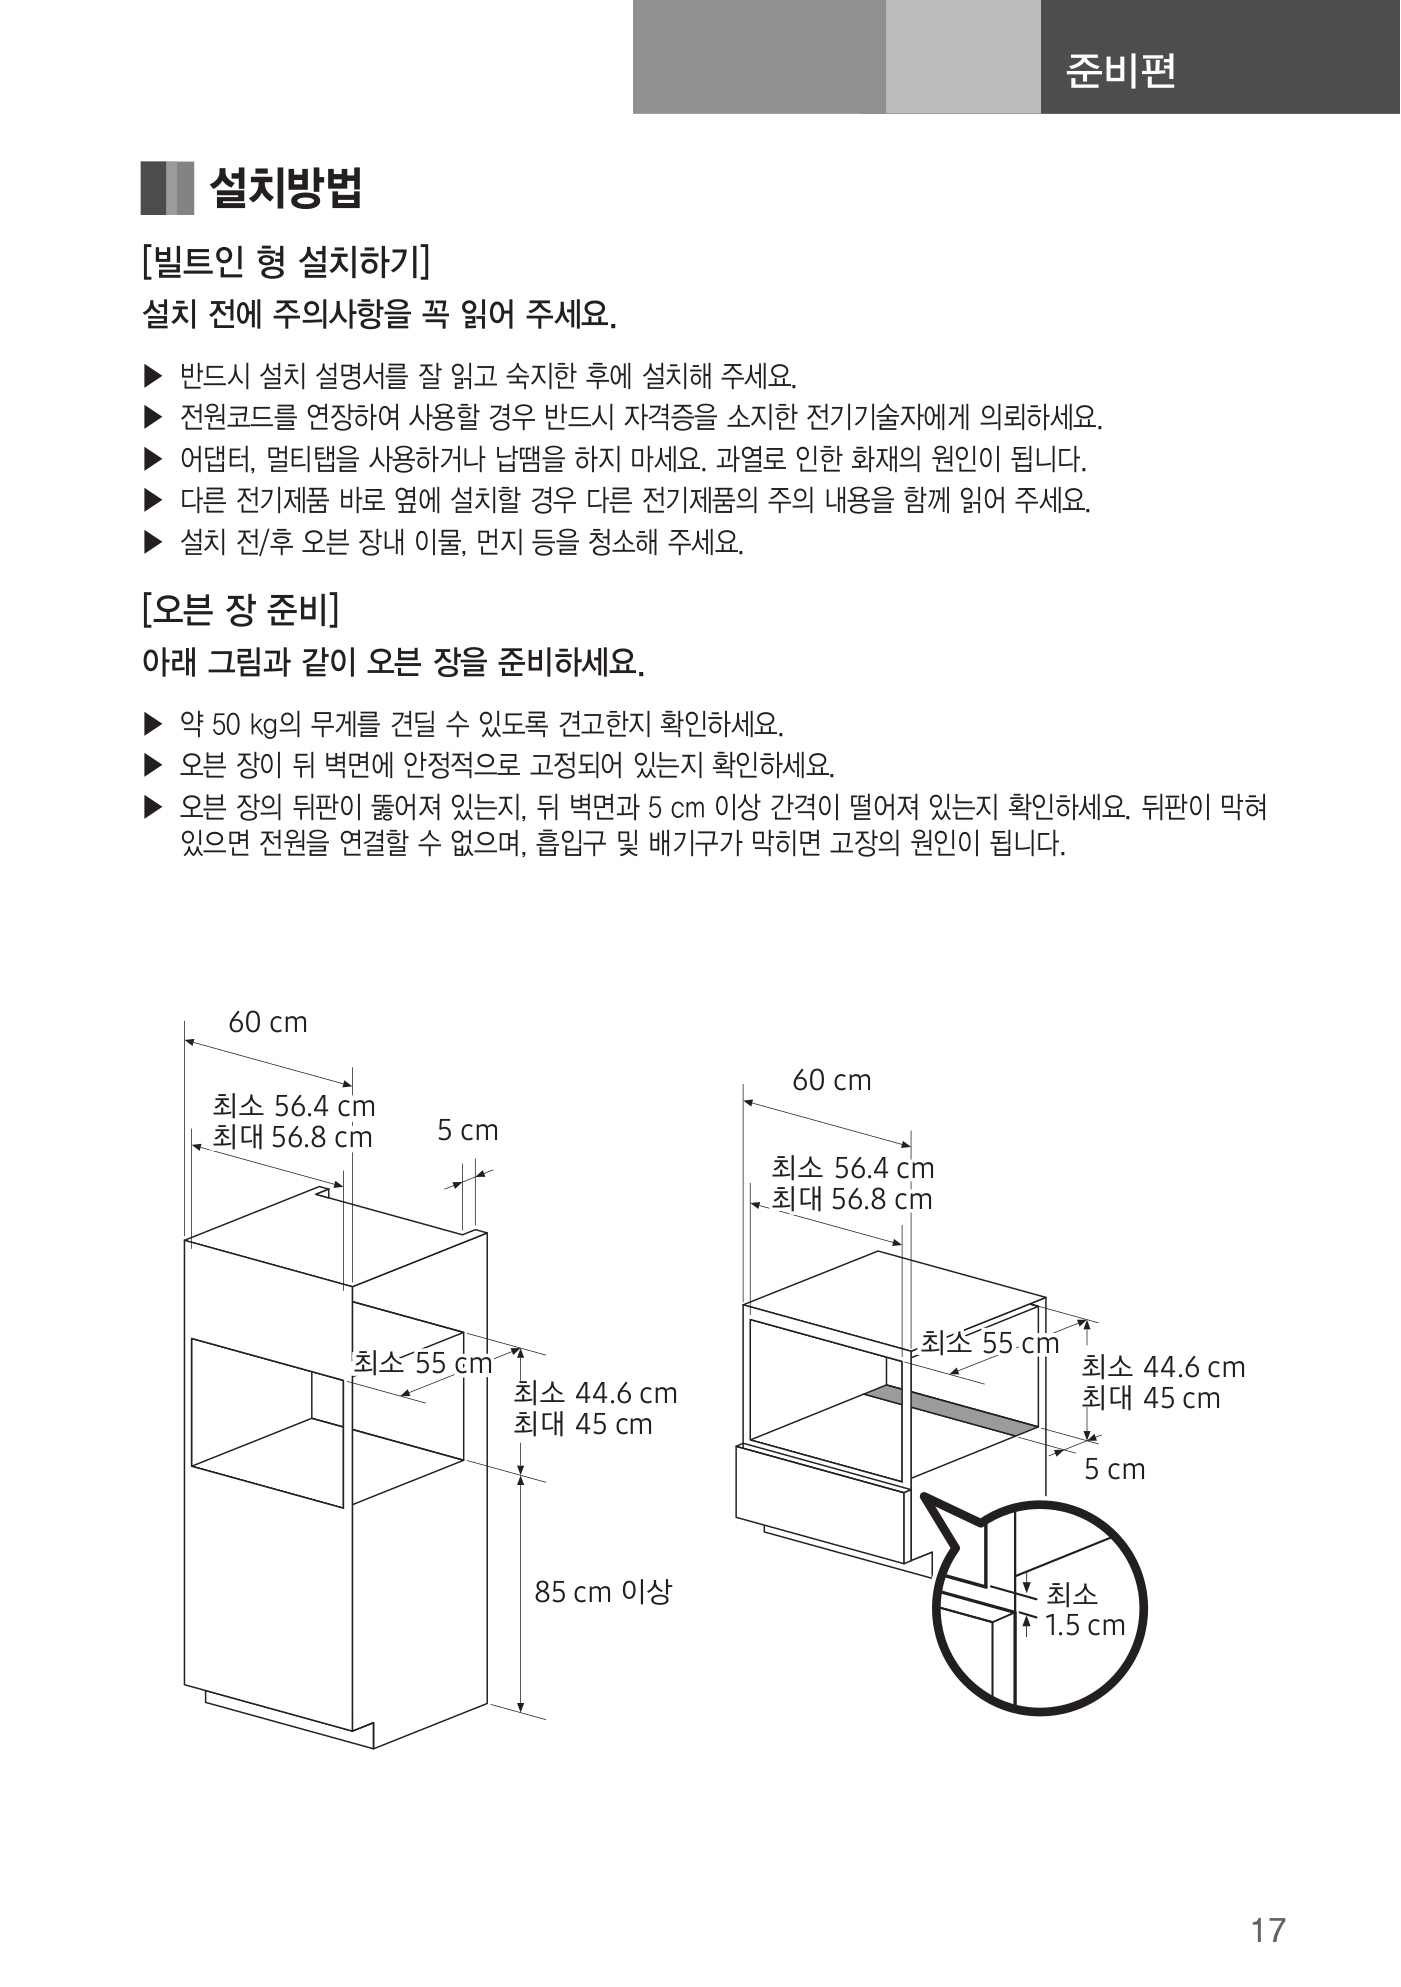 준비편
설치방법
[빌트인 형 설치하기]
설치 전에 주의사항을 꼭 읽어 주세요.
▶ 반드시 설치 설명서를 잘 읽고 숙지한 후에 설치해 주세요.
▶ 전원코드를 연장하여 사용할 경우 반드시 자격증을 소지한 전기기술자에게 의뢰하세요.
▶ 어댑터, 멀티탭을 사용하거나 납땜을 하지 마세요. 과열로 인한 화재의 원인이 됩니다.
▶ 다른 전기제품 바로 옆에 설치할 경우 다른 전기제품의 주의 내용을 함께 읽어 주세요.
▶ 설치 전/후 오븐 장내 이물, 먼지 등을 청소해 주세요.
[오븐 장 준비]
아래 그림과 같이 오븐 장을 준비하세요.
▶ 약 50 kg의 무게를 견딜 수 있도록 견고한지 확인하세요.
▶ 오븐 장이 뒤 벽면에 안정적으로 고정되어 있는지 확인하세요.
▶ 오븐 장의 뒤판이 뚫어져 있는지, 뒤 벽면과 5 cm 이상 간격이 떨어져 있는지 확인하세요. 뒤판이 막혀
있으면 전원을 연결할 수 없으며, 흡입구 및 배기구가 막히면 고장의 원인이 됩니다.
60 cm
최소 56.4 cm
최대 56.8 cm
5 cm
최소 55 cm
최소 44.6 cm
최대 45 cm
85 cm 이상
60 cm
최소 56.4 cm
최대 56.8 cm
최소 55 cm
최소 44.6 cm
최대 45 cm
5 cm
최소
1.5 cm
17